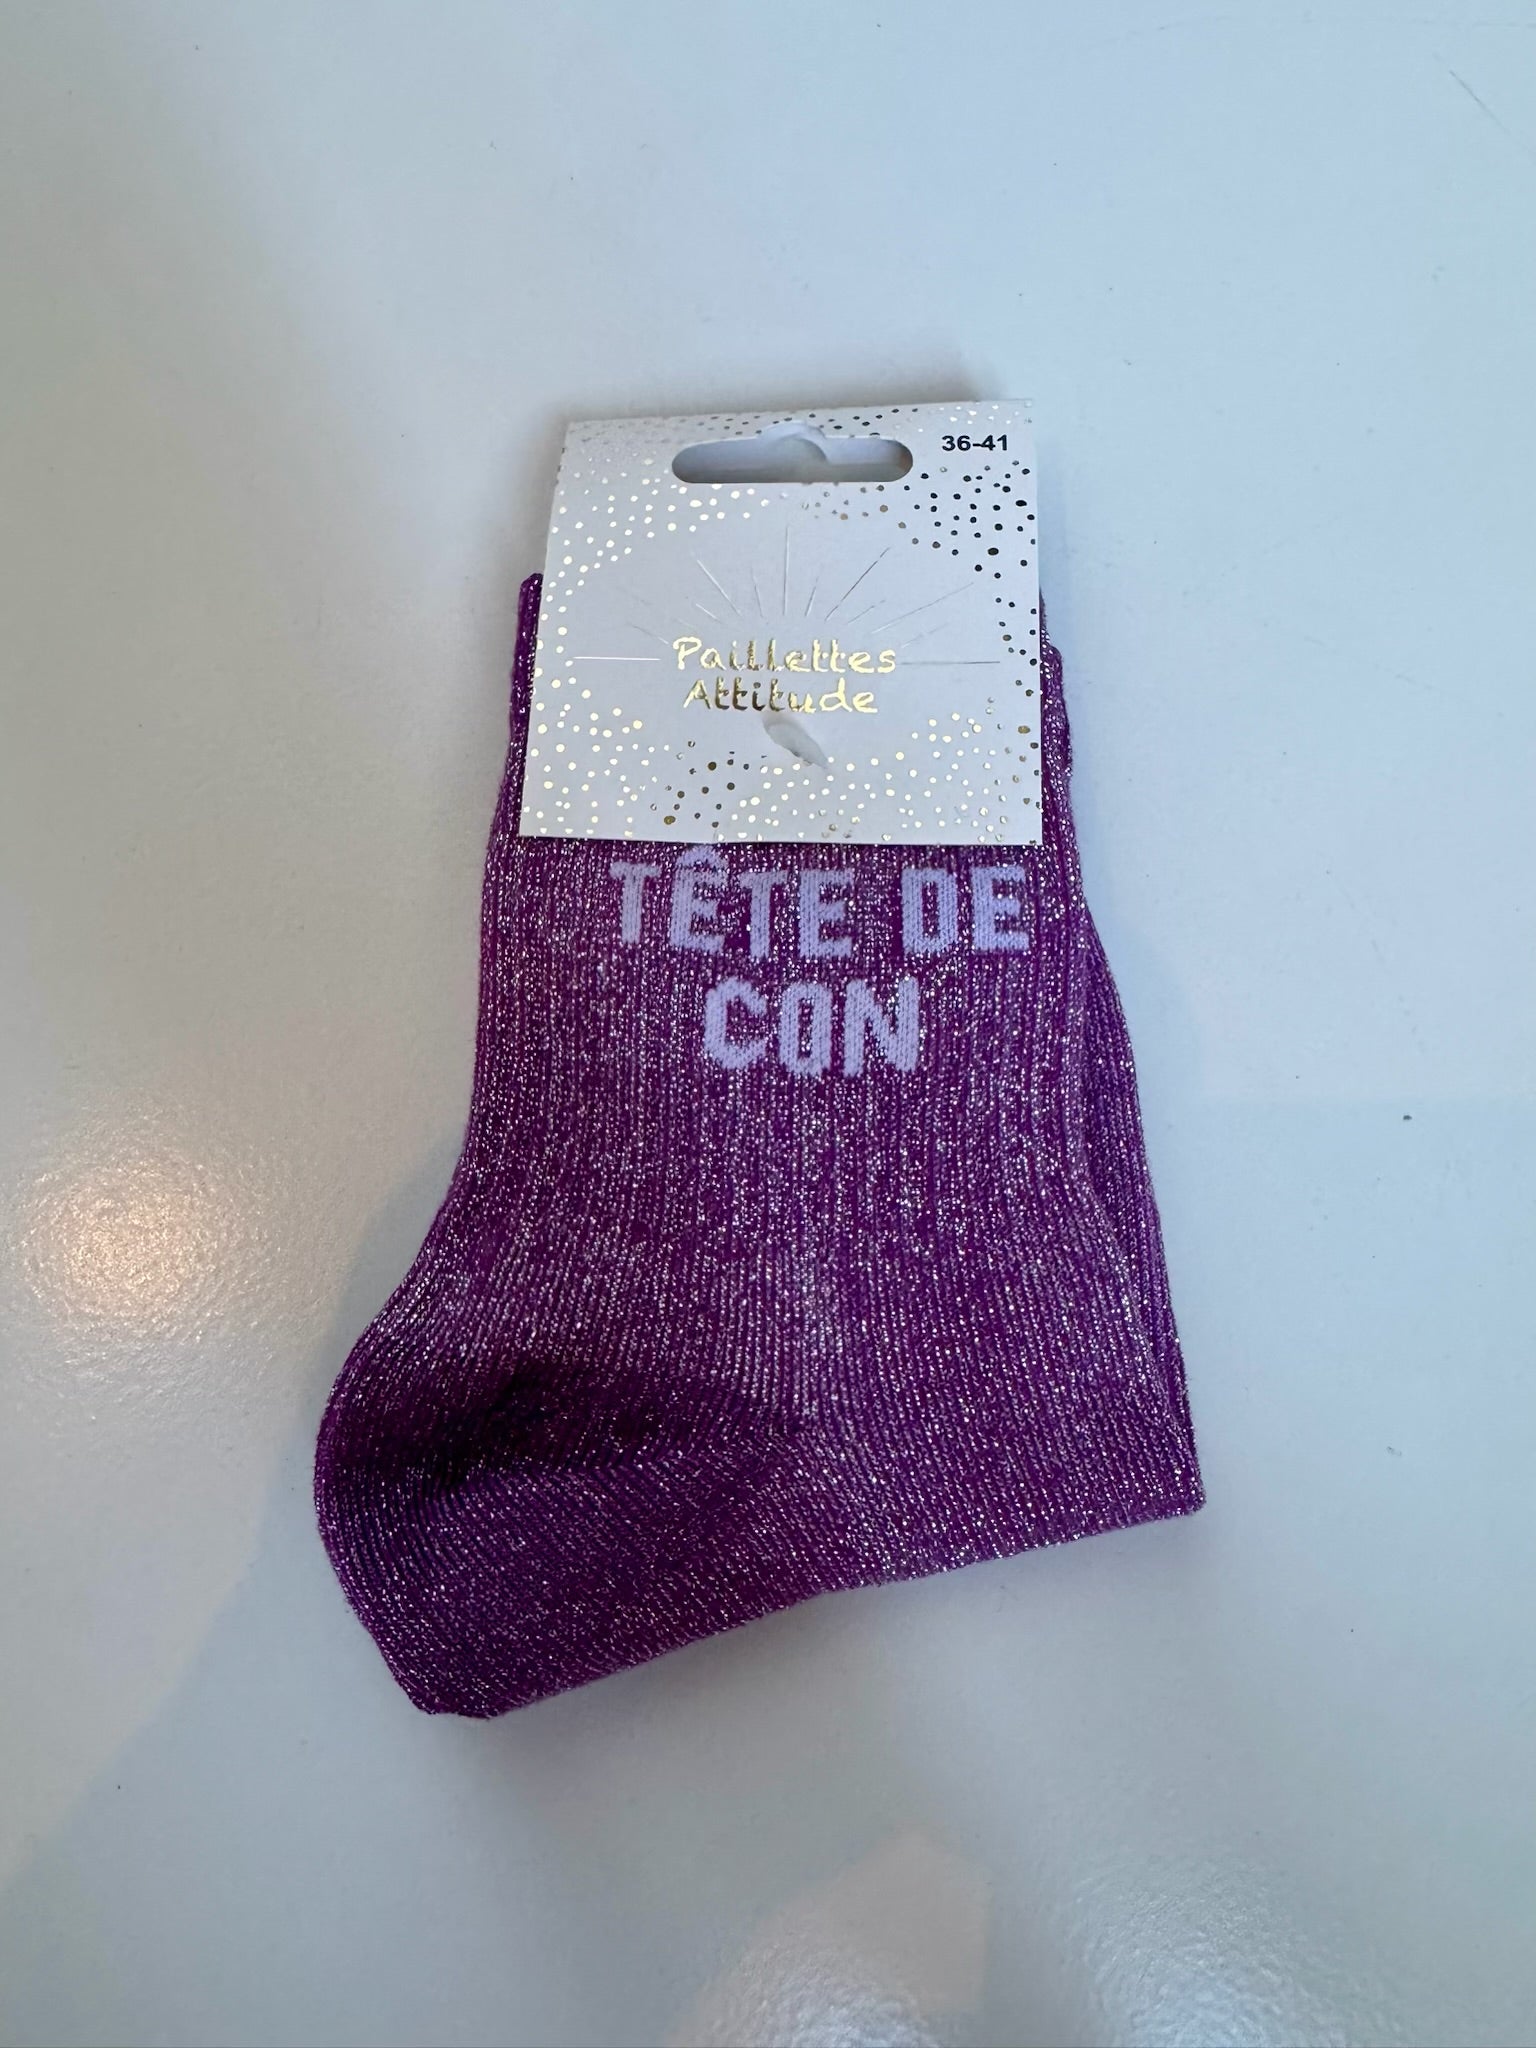 36-41
Paillettes
Attitude
TÊTE DE
CON